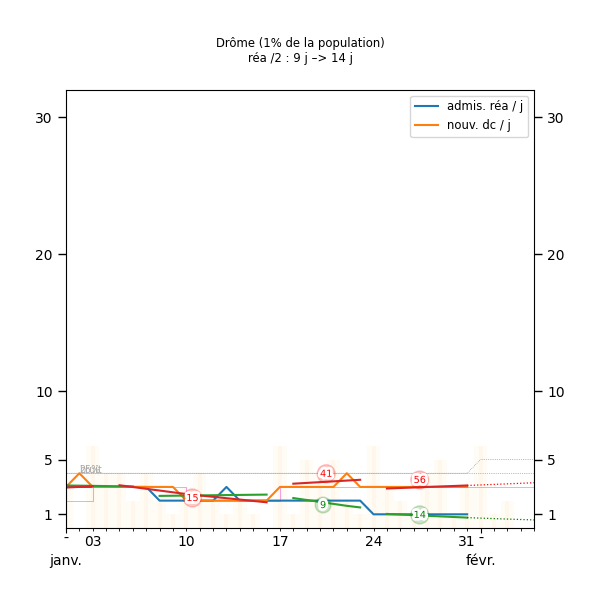 Drôme (1% de la population)
réa /2 : 9 j –> 14 j
admis. réa / j
nouv. dc / j
30 30
20 20
10 10
5 5
1 1
41
56
15
9
14
- 03 10 17 24 31 -
janv. févr.